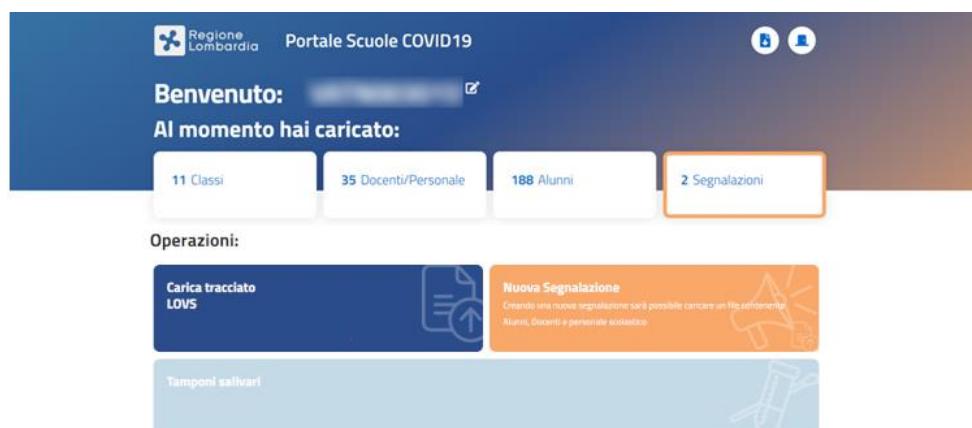 Regione
Lombardia
Portale Scuole COVID19
Benvenuto:
Al momento hai caricato:
11 Classi
35 Docenti/Personale
188 Alunni
2 Segnalazioni
Operazioni:
Carica tracciato
LOVS
Nuova Segnalazione
Creando una nuova segnalazione sarà possibile caricare un file contenente
Alunni, Docenti e personale scolastico
Tamponi salivari